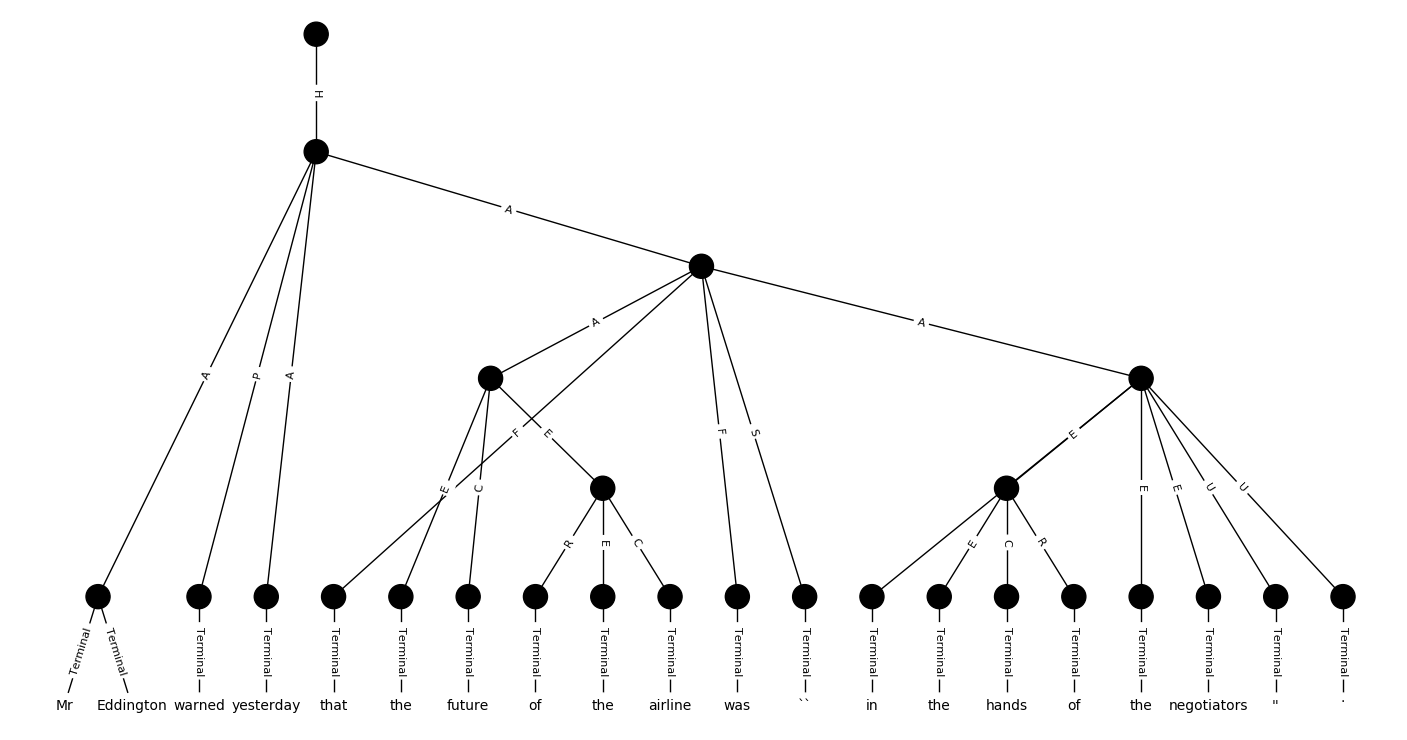 H
A
A
A
P
A
A
F
E
F
S
E
E
C
E
E
U
U
R
E
C
E
C
R
Terminal Terminal Terminal Terminal Terminal Terminal Terminal Terminal Terminal Terminal Terminal Terminal Terminal Terminal Terminal Terminal Terminal Terminal Terminal Terminal
Mr Eddington warned yesterday that the future of the airline was `` in the hands of the negotiators " .